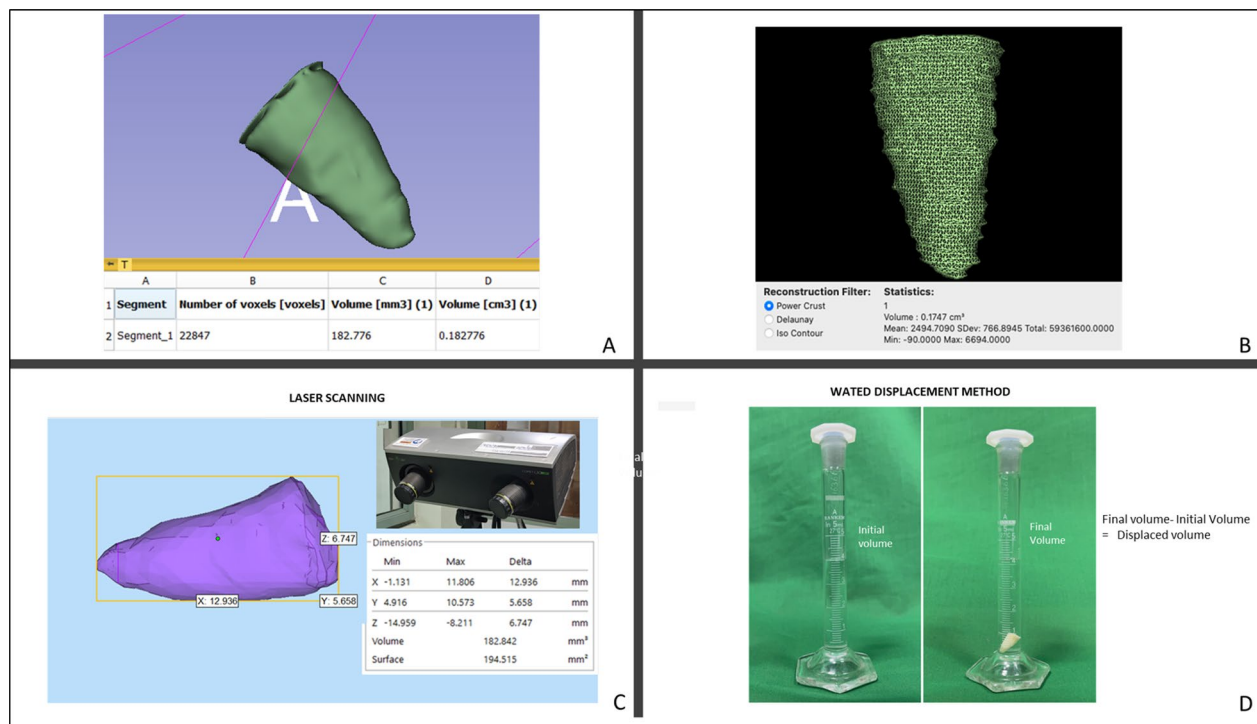 A
T
A B C D
1 Segment Number of voxels [voxels] Volume [mm3] (1) Volume [cm3] (1)
2 Segment_1 22847 182.776 0.182776
A
Reconstruction Filter: Statistics:
Power Crust 1
Delaunay Volume : 0.1747 cm³
Iso Contour Mean: 2494.7090 SDev: 766.8945 Total: 59361600.0000
Min: -90.0000 Max: 6694.0000
B
LASER SCANNING
Z: 6.747
X: 12.936
Y: 5.658
Dimensions
Min Max Delta
X -1.131 11.806 12.936 mm
Y 4.916 10.573 5.658 mm
Z -14.959 -8.211 6.747 mm
Volume 182.842 mm³
Surface 194.515 mm²
C
WATED DISPLACEMENT METHOD
Initial
volume
Final
Volume
Final volume- Initial Volume
= Displaced volume
D